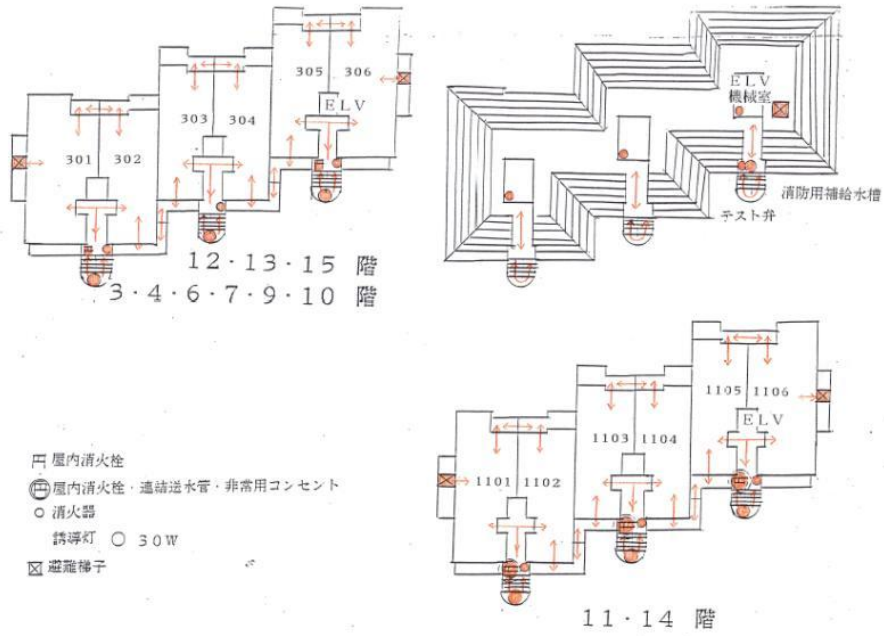 305 306
ELV
303 304
301 302
12・13・15 階
3・4・6・7・9・10 階
ELV
機械室
消防用補給水槽
テスト弁
屋内消火栓
屋内消火栓・連結送水管・非常用コンセント
消火器
誘導灯 ○ 30W
避難梯子
1105 1106
ELV
1103 1104
1101 1102
11・14 階